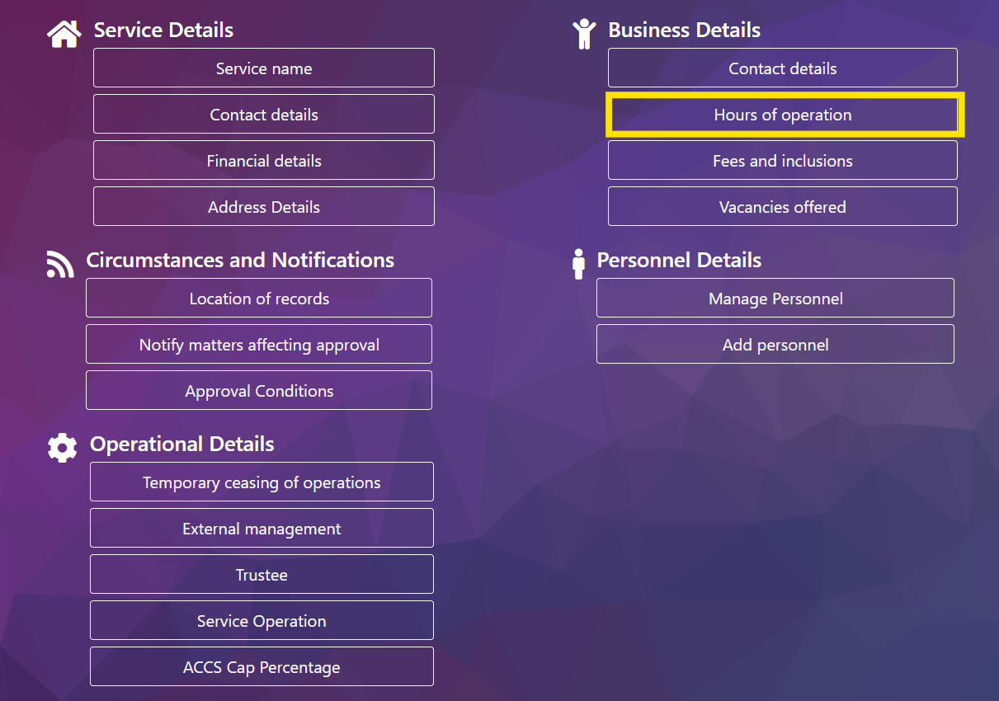 Service Details
Service name
Contact details
Financial details
Address Details
Circumstances and Notifications
Location of records
Notify matters affecting approval
Approval Conditions
Operational Details
Temporary ceasing of operations
External management
Trustee
Service Operation
ACCS Cap Percentage
Business Details
Contact details
Hours of operation
Fees and inclusions
Vacancies offered
Personnel Details
Manage Personnel
Add personnel